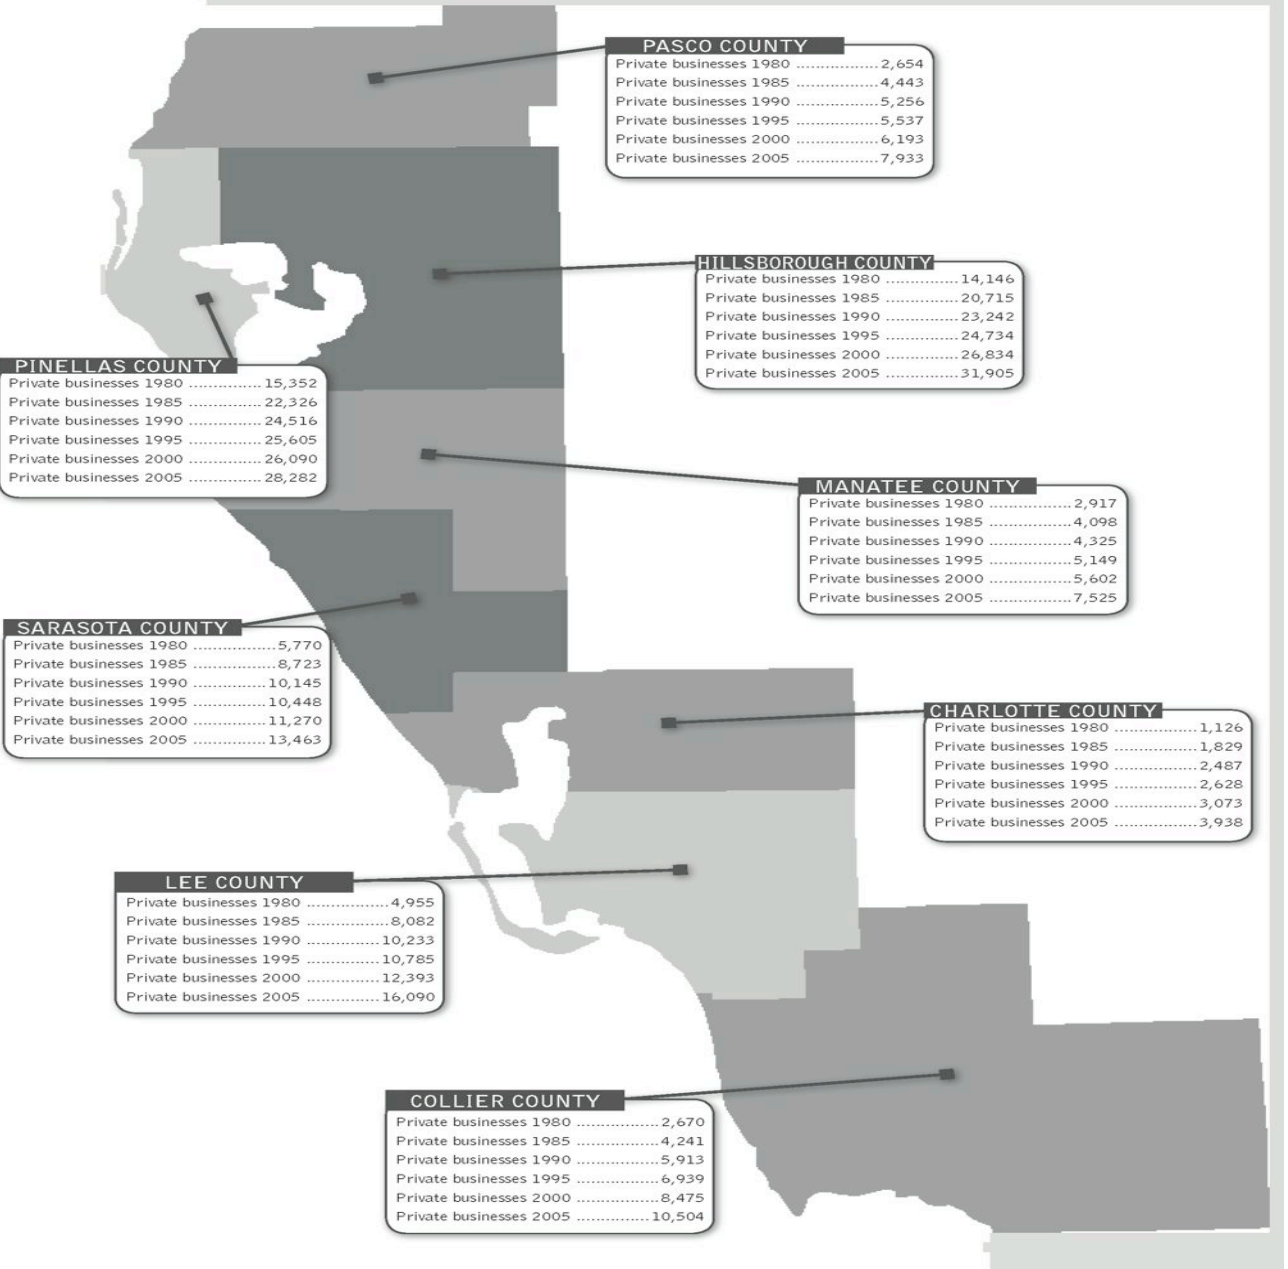 PASCO COUNTY
Private businesses 1980 .................2,654
Private businesses 1985 .................4,443
Private businesses 1990 .................5,256
Private businesses 1995 .................5,537
Private businesses 2000 .................6,193
Private businesses 2005 .................7,933
HILLSBOROUGH COUNTY
Private businesses 1980 ...............14,146
Private businesses 1985 ...............20,715
Private businesses 1990 ...............23,242
Private businesses 1995 ...............24,734
Private businesses 2000 ...............26,834
Private businesses 2005 ...............31,905
PINELLAS COUNTY
Private businesses 1980 ...............15,352
Private businesses 1985 ...............22,326
Private businesses 1990 ...............24,516
Private businesses 1995 ...............25,605
Private businesses 2000 ...............26,090
Private businesses 2005 ...............28,282
MANATEE COUNTY
Private businesses 1980 .................2,917
Private businesses 1985 .................4,098
Private businesses 1990 .................4,325
Private businesses 1995 .................5,149
Private businesses 2000 .................5,602
Private businesses 2005 .................7,525
SARASOTA COUNTY
Private businesses 1980 .................5,770
Private businesses 1985 .................8,723
Private businesses 1990 ...............10,145
Private businesses 1995 ...............10,448
Private businesses 2000 ...............11,270
Private businesses 2005 ...............13,463
CHARLOTTE COUNTY
Private businesses 1980 .................1,126
Private businesses 1985 .................1,829
Private businesses 1990 .................2,487
Private businesses 1995 .................2,628
Private businesses 2000 .................3,073
Private businesses 2005 .................3,938
LEE COUNTY
Private businesses 1980 .................4,955
Private businesses 1985 .................8,082
Private businesses 1990 ...............10,233
Private businesses 1995 ...............10,785
Private businesses 2000 ...............12,393
Private businesses 2005 ...............16,090
COLLIER COUNTY
Private businesses 1980 .................2,670
Private businesses 1985 .................4,241
Private businesses 1990 .................5,913
Private businesses 1995 .................6,939
Private businesses 2000 .................8,475
Private businesses 2005 ...............10,504